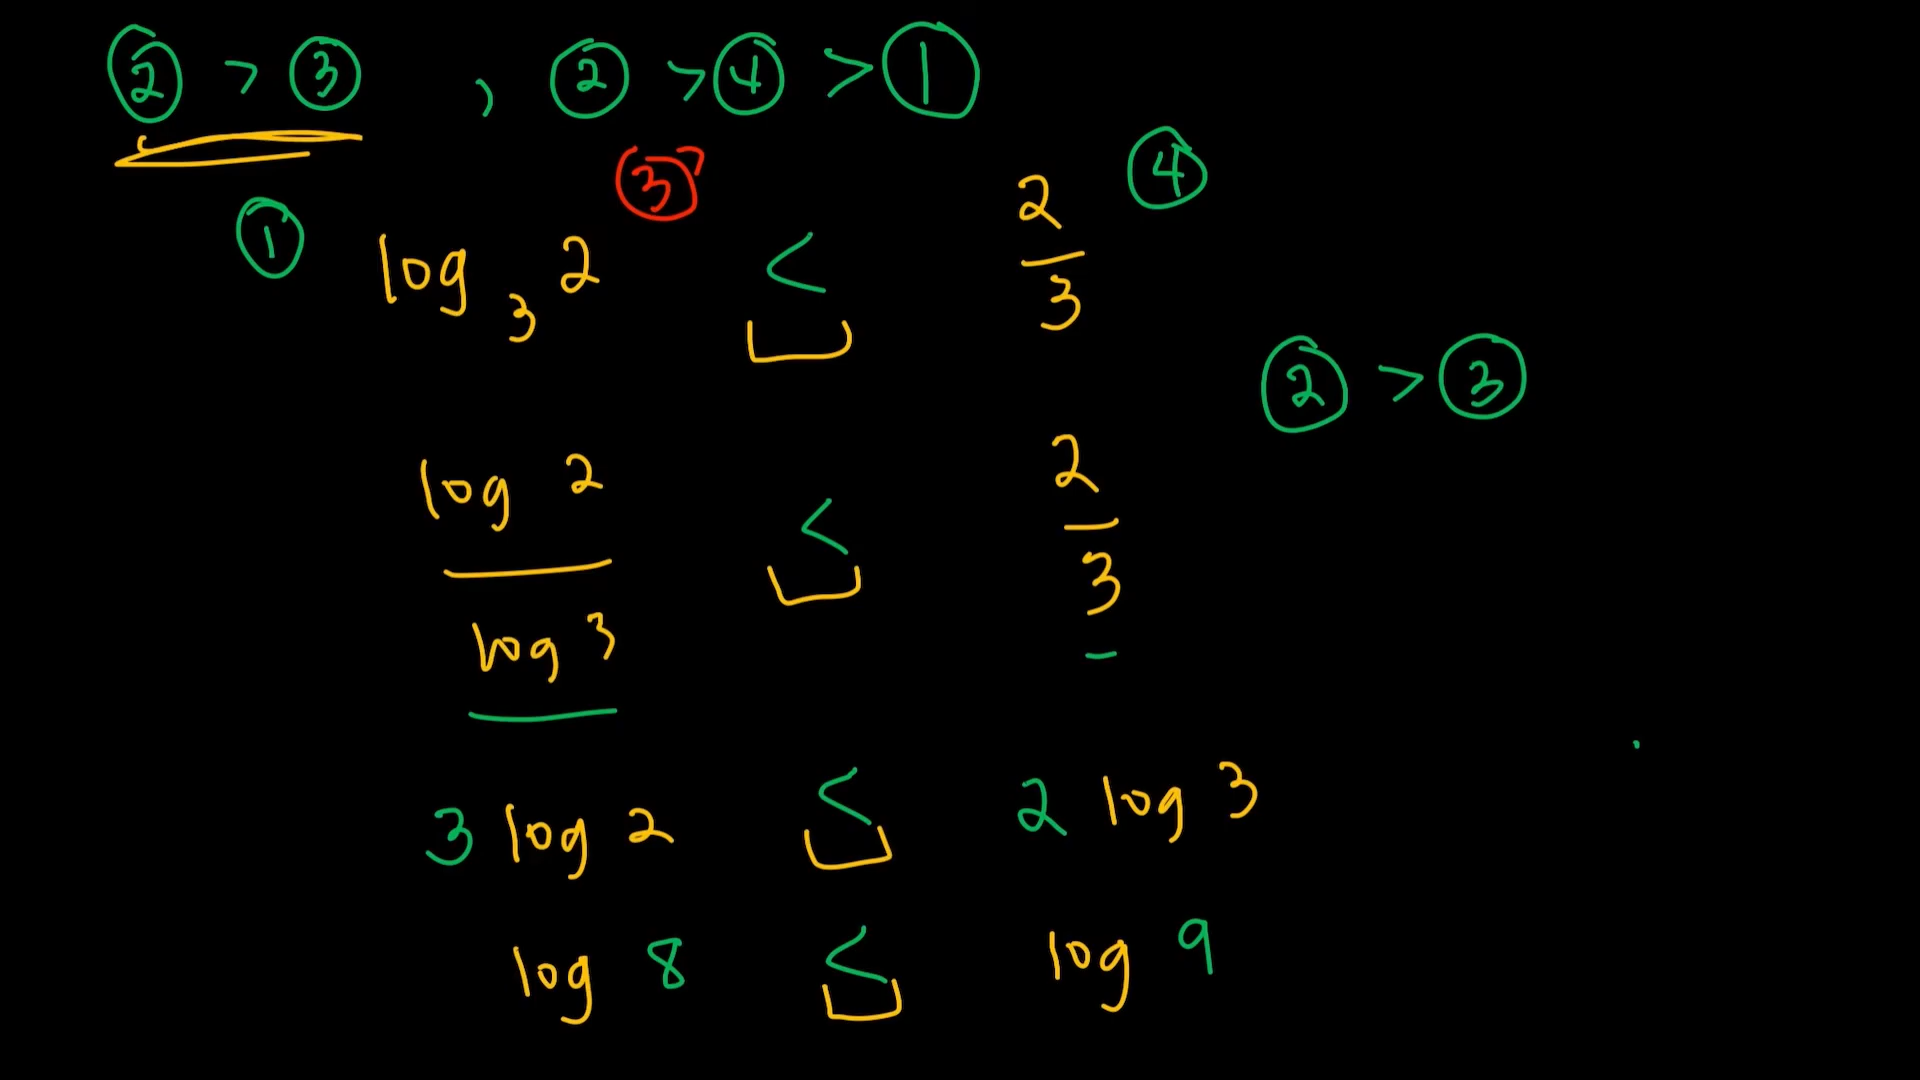 ② > ③ , ② > ④ > ①
③
④
① log₃ 2 < 2/3
② > ③
log 2 / log 3 < 2/3
3 log 2 < 2 log 3
log 8 < log 9